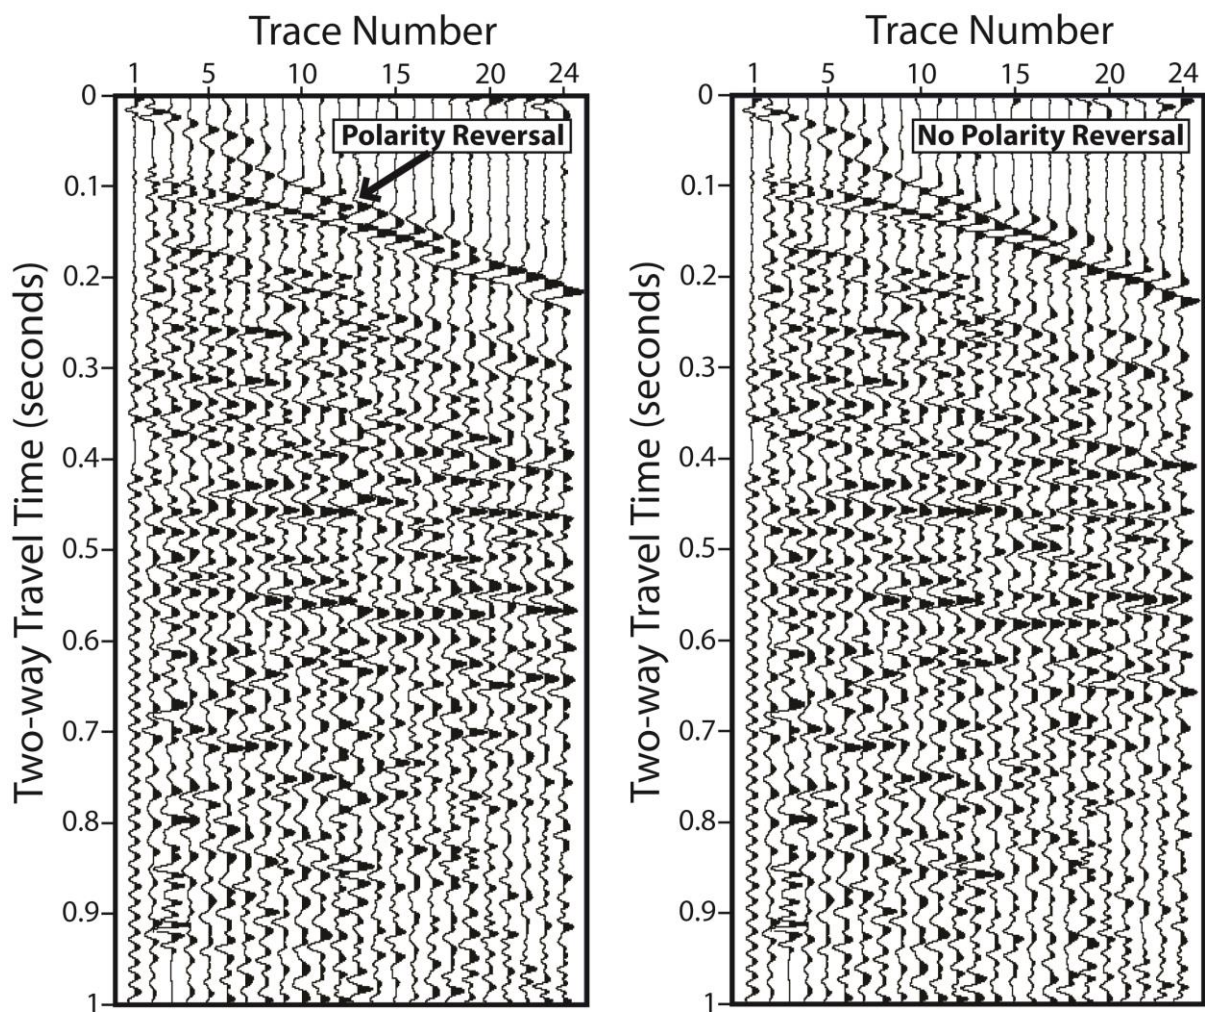 Trace Number
1 5 10 15 20 24
Two-way Travel Time (seconds)
0
0.1
0.2
0.3
0.4
0.5
0.6
0.7
0.8
0.9
1
Polarity Reversal
Trace Number
1 5 10 15 20 24
Two-way Travel Time (seconds)
0
0.1
0.2
0.3
0.4
0.5
0.6
0.7
0.8
0.9
1
No Polarity Reversal